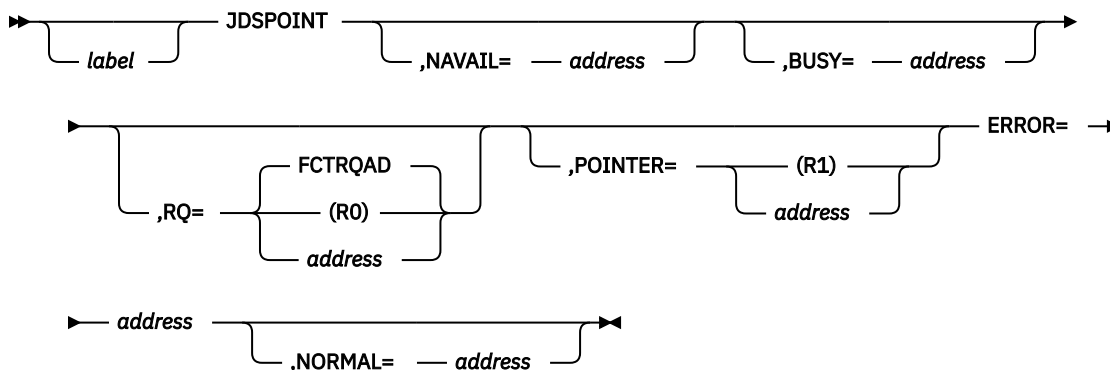 JDSPOINT
label
,NAVAIL= address
,BUSY= address
ERROR=
FCTRQAD
,POINTER= (R1)
,RQ= (R0)
address
address
address
,NORMAL= address